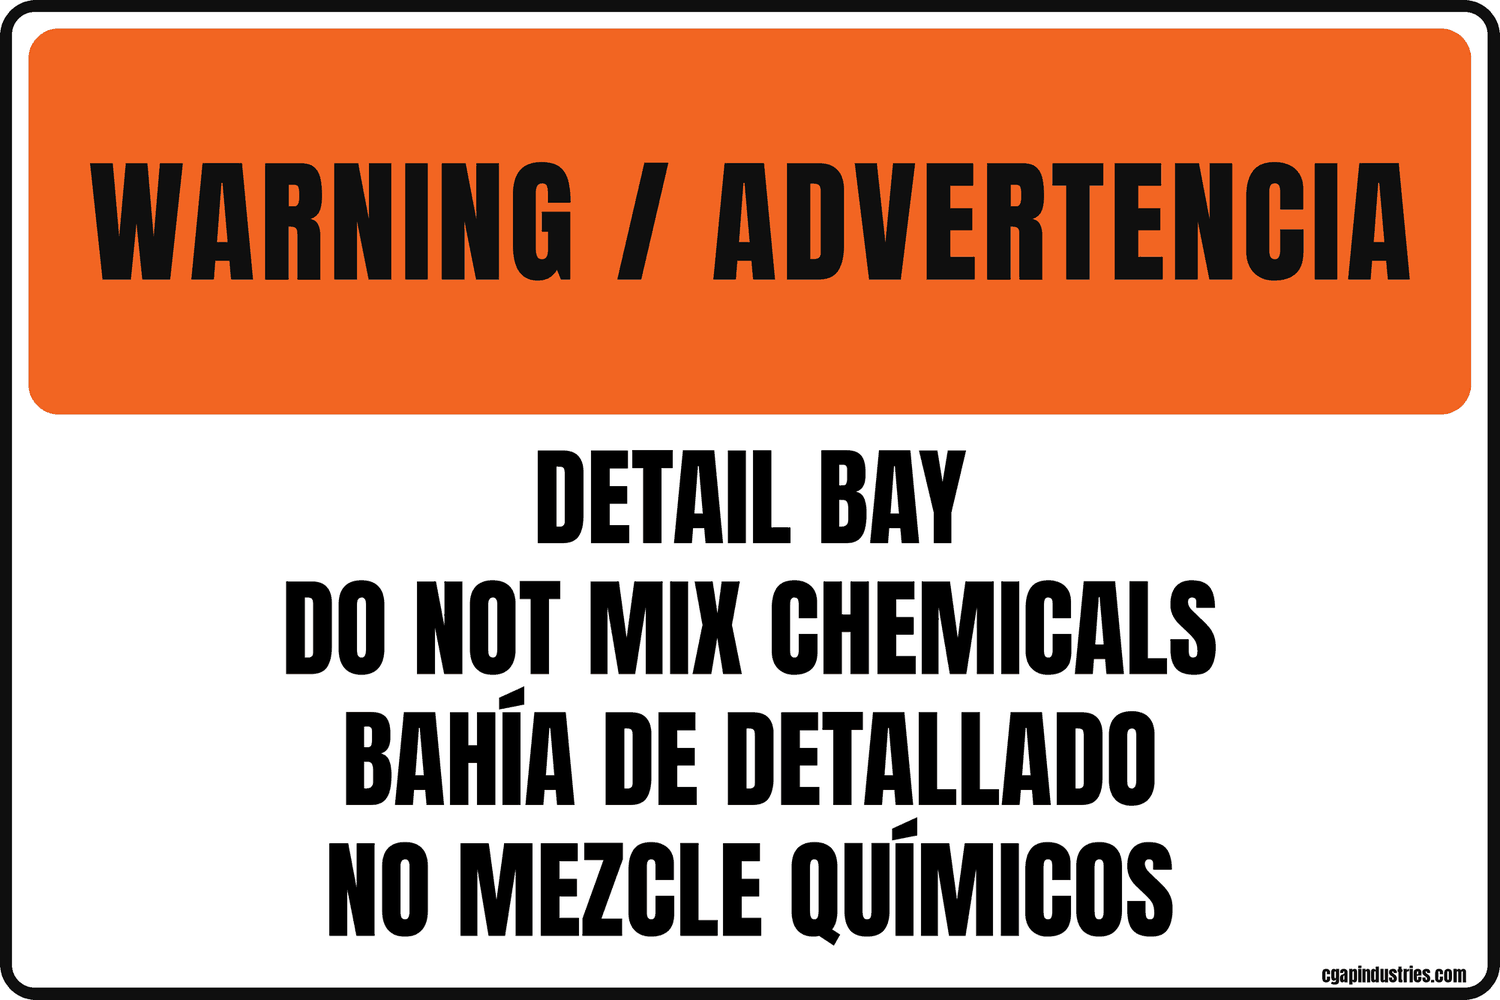 WARNING / ADVERTENCIA
DETAIL BAY
DO NOT MIX CHEMICALS
BAHÍA DE DETALLADO
NO MEZCLE QUÍMICOS
cgapindustries.com